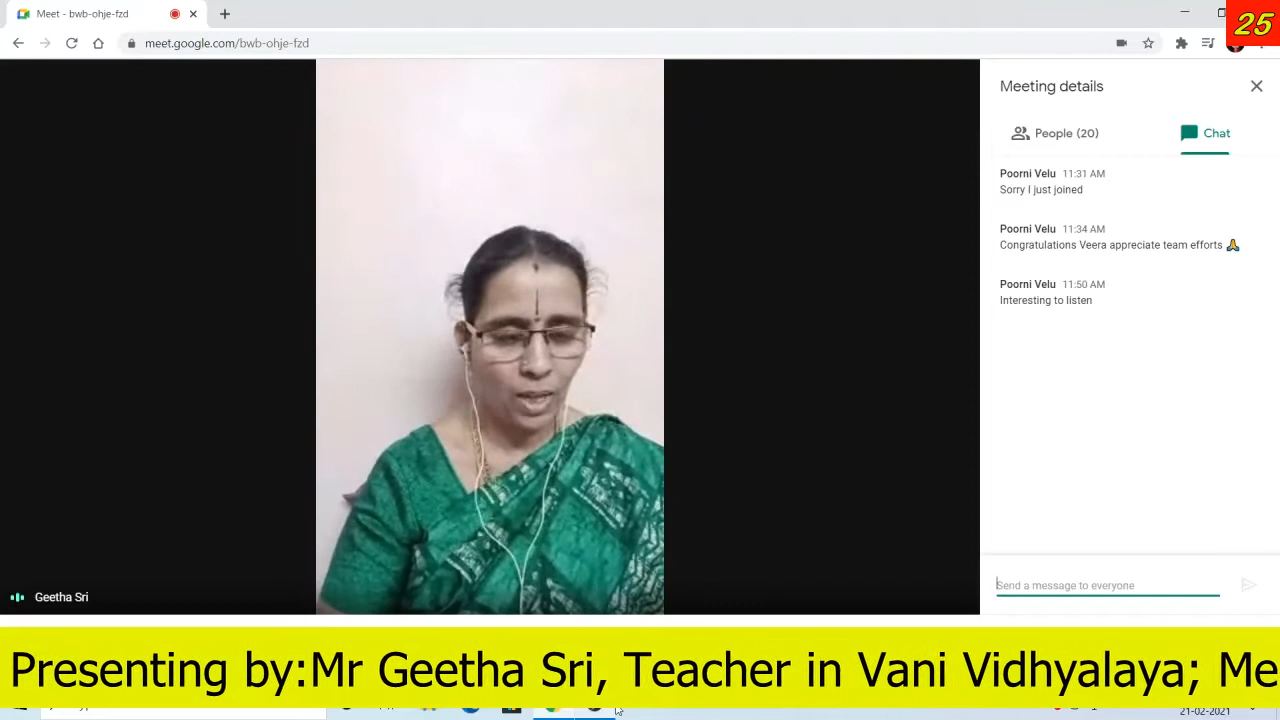 Meet - bwb-ohje-fzd
25
meet.google.com/bwb-ohje-fzd
Meeting details
People (20)
Chat
Poorni Velu 11:31 AM
Sorry I just joined
Poorni Velu 11:34 AM
Congratulations Veera appreciate team efforts 🙏
Poorni Velu 11:50 AM
Interesting to listen
Send a message to everyone
Geetha Sri
Presenting by:Mr Geetha Sri, Teacher in Vani Vidhyalaya; Me
21-02-2021